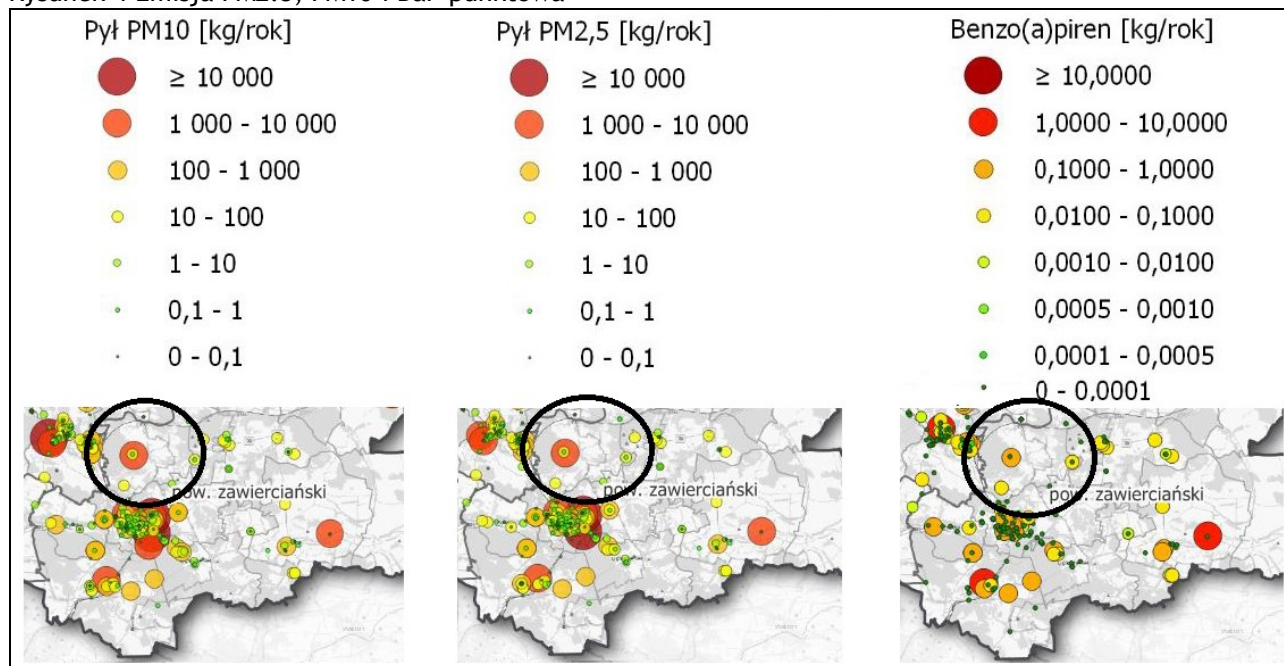 Pył PM10 [kg/rok]
≥ 10 000
1 000 - 10 000
100 - 1 000
10 - 100
1 - 10
0,1 - 1
0 - 0,1
pow. zawierciański
Pył PM2,5 [kg/rok]
≥ 10 000
1 000 - 10 000
100 - 1 000
10 - 100
1 - 10
0,1 - 1
0 - 0,1
pow. zawierciański
Benzo(a)piren [kg/rok]
≥ 10,0000
1,0000 - 10,0000
0,1000 - 1,0000
0,0100 - 0,1000
0,0010 - 0,0100
0,0005 - 0,0010
0,0001 - 0,0005
0 - 0,0001
pow. zawierciański